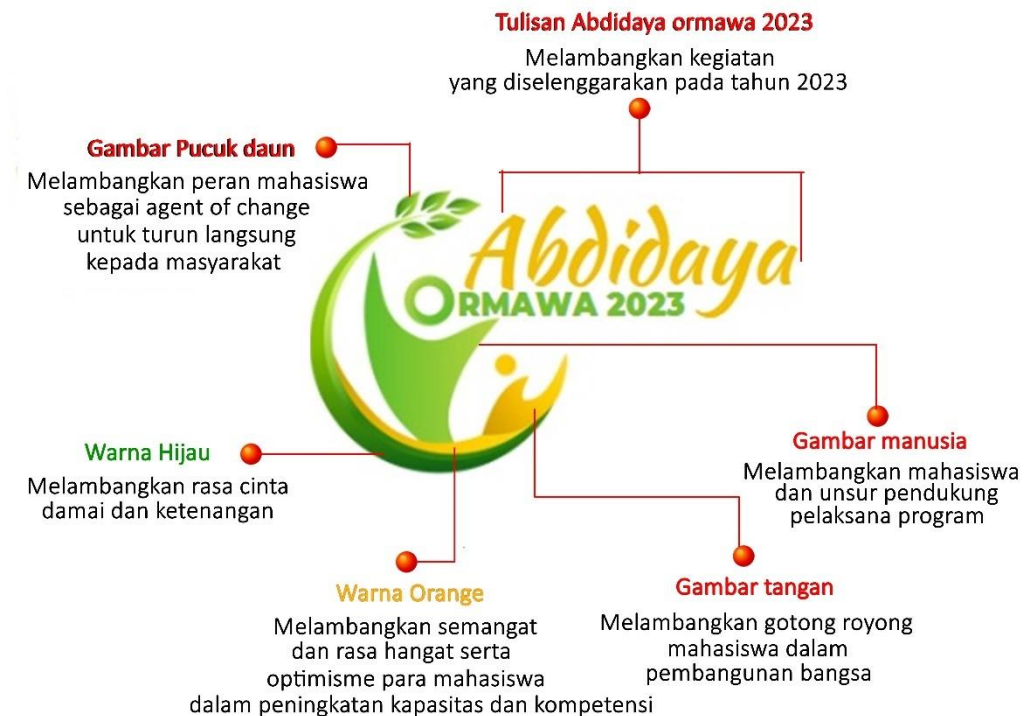 Tulisan Abdidaya ormawa 2023
Melambangkan kegiatan
yang diselenggarakan pada tahun 2023
Gambar Pucuk daun
Melambangkan peran mahasiswa
sebagai agent of change
untuk turun langsung
kepada masyarakat
Abdidaya
ORMAWA 2023
Warna Hijau
Melambangkan rasa cinta
damai dan ketenangan
Gambar manusia
Melambangkan mahasiswa
dan unsur pendukung
pelaksana program
Warna Orange
Melambangkan semangat
dan rasa hangat serta
optimisme para mahasiswa
dalam peningkatan kapasitas dan kompetensi
Gambar tangan
Melambangkan gotong royong
mahasiswa dalam
pembangunan bangsa